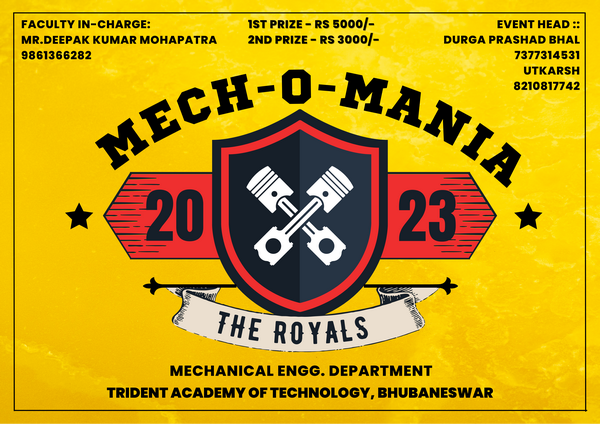 FACULTY IN-CHARGE:
MR.DEEPAK KUMAR MOHAPATRA
9861366282
1ST PRIZE - RS 5000/-
2ND PRIZE - RS 3000/-
EVENT HEAD ::
DURGA PRASHAD BHAL
7377314531
UTKARSH
8210817742
MECH-O-MANIA
20 23
THE ROYALS
MECHANICAL ENGG. DEPARTMENT
TRIDENT ACADEMY OF TECHNOLOGY, BHUBANESWAR